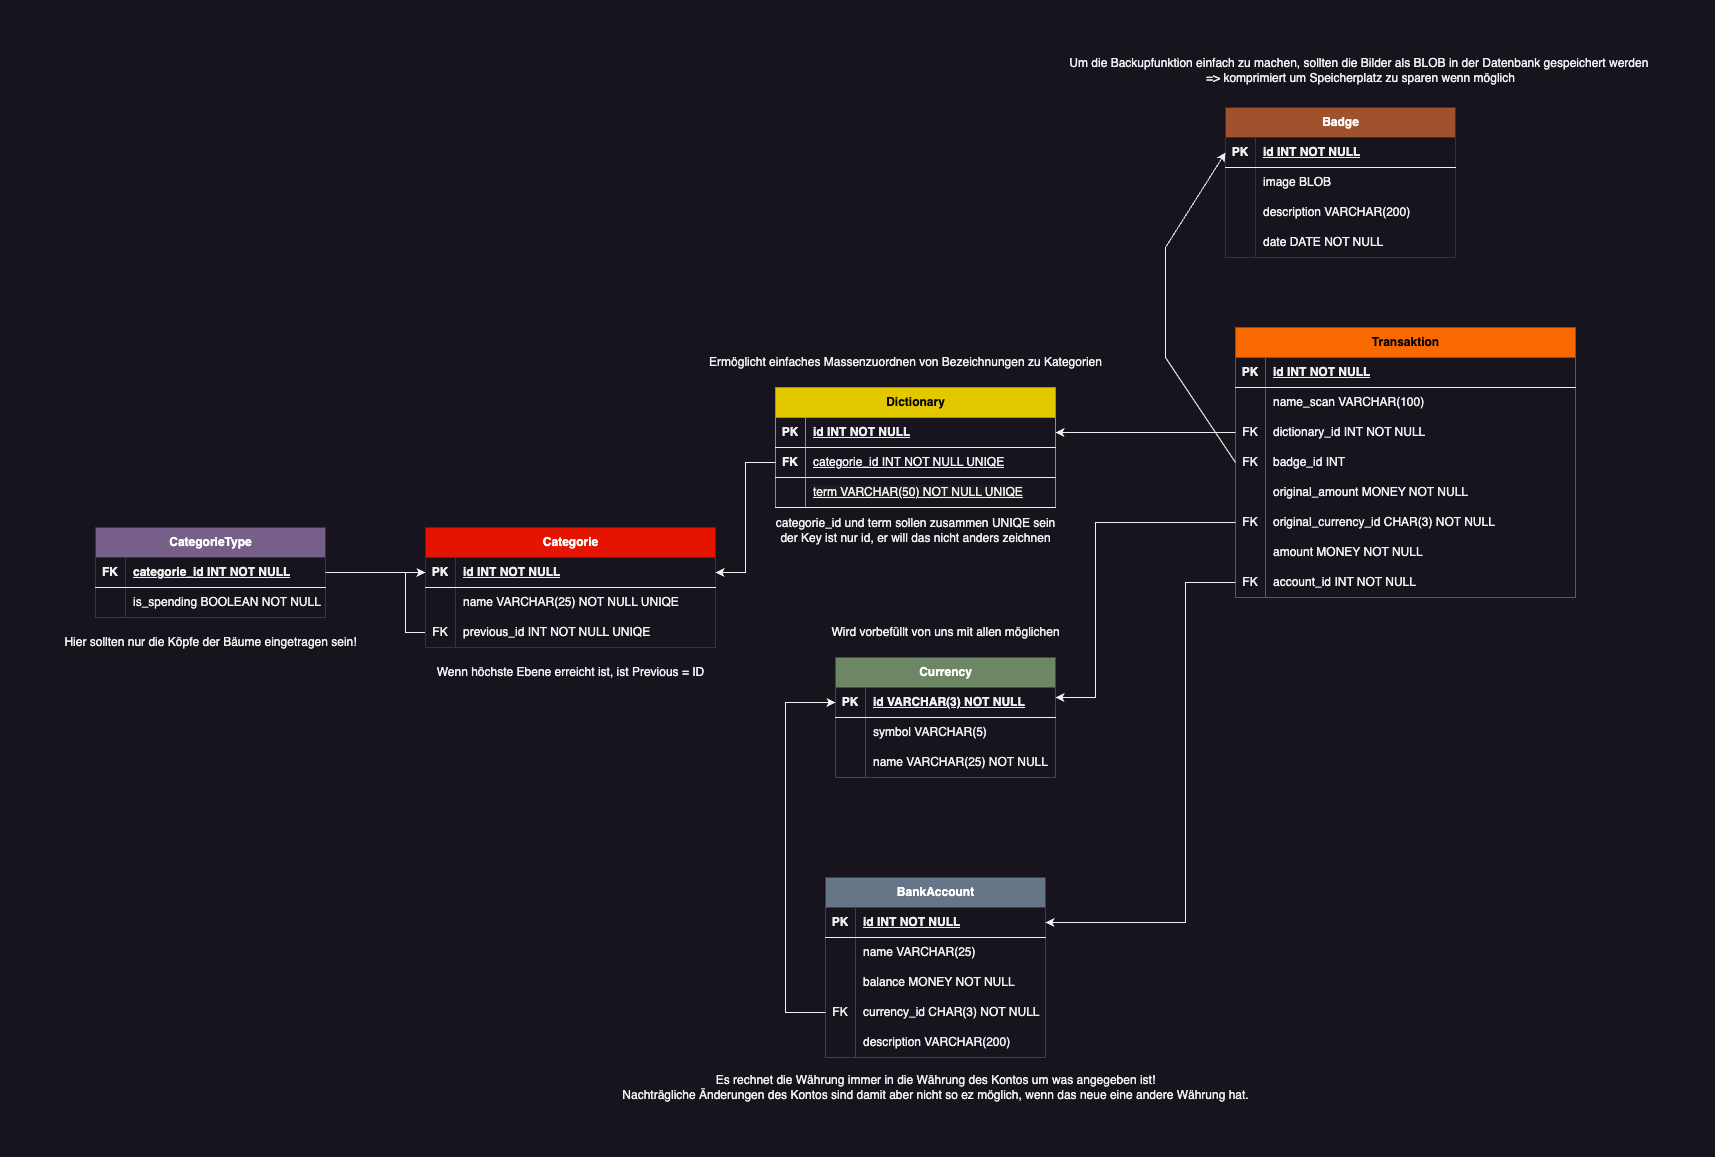 Um die Backupfunktion einfach zu machen, sollten die Bilder als BLOB in der Datenbank gespeichert werden
=> komprimiert um Speicherplatz zu sparen wenn möglich
Badge
PK id INT NOT NULL
image BLOB
description VARCHAR(200)
date DATE NOT NULL
Transaktion
PK id INT NOT NULL
name_scan VARCHAR(100)
FK dictionary_id INT NOT NULL
FK badge_id INT
original_amount MONEY NOT NULL
FK original_currency_id CHAR(3) NOT NULL
amount MONEY NOT NULL
FK account_id INT NOT NULL
Ermöglicht einfaches Massenzuordnen von Bezeichnungen zu Kategorien
Dictionary
PK id INT NOT NULL
FK categorie_id INT NOT NULL UNIQE
term VARCHAR(50) NOT NULL UNIQE
categorie_id und term sollen zusammen UNIQE sein
der Key ist nur id, er will das nicht anders zeichnen
CategorieType
FK categorie_id INT NOT NULL
is_spending BOOLEAN NOT NULL
Hier sollten nur die Köpfe der Bäume eingetragen sein!
Categorie
PK id INT NOT NULL
name VARCHAR(25) NOT NULL UNIQE
FK previous_id INT NOT NULL UNIQE
Wenn höchste Ebene erreicht ist, ist Previous = ID
Wird vorbefüllt von uns mit allen möglichen
Currency
PK id VARCHAR(3) NOT NULL
symbol VARCHAR(5)
name VARCHAR(25) NOT NULL
BankAccount
PK id INT NOT NULL
name VARCHAR(25)
balance MONEY NOT NULL
FK currency_id CHAR(3) NOT NULL
description VARCHAR(200)
Es rechnet die Währung immer in die Währung des Kontos um was angegeben ist!
Nachträgliche Änderungen des Kontos sind damit aber nicht so ez möglich, wenn das neue eine andere Währung hat.